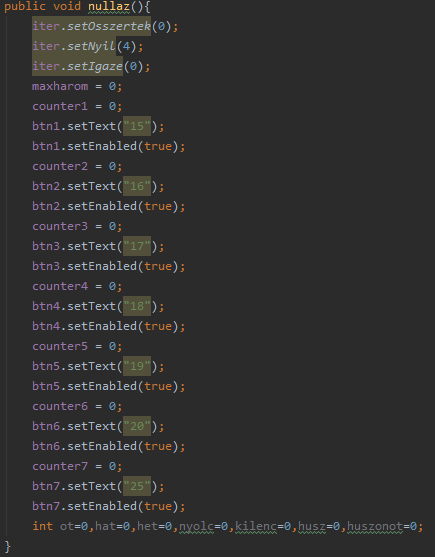 public void nullaz(){
iter.setOsszertek(0);
iter.setNyil(4);
iter.setIgaze(0);
maxharom = 0;
counter1 = 0;
btn1.setText("15");
btn1.setEnabled(true);
counter2 = 0;
btn2.setText("16");
btn2.setEnabled(true);
counter3 = 0;
btn3.setText("17");
btn3.setEnabled(true);
counter4 = 0;
btn4.setText("18");
btn4.setEnabled(true);
counter5 = 0;
btn5.setText("19");
btn5.setEnabled(true);
counter6 = 0;
btn6.setText("20");
btn6.setEnabled(true);
counter7 = 0;
btn7.setText("25");
btn7.setEnabled(true);
int ot=0,hat=0,het=0,nyolc=0,kilenc=0,husz=0,huszonot=0;
}